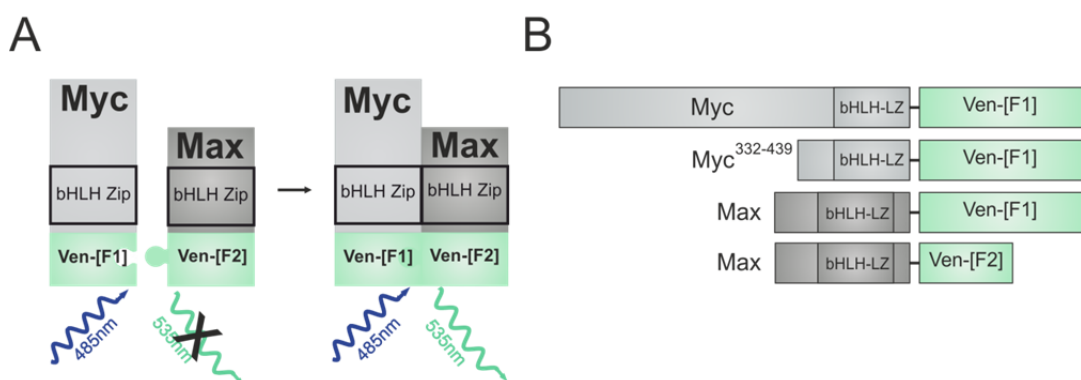 A
Myc
Max
bHLH Zip
bHLH Zip
Ven-[F1]
Ven-[F2]
485nm
535nm
Myc
Max
bHLH Zip
bHLH Zip
Ven-[F1]
Ven-[F2]
485nm
535nm
B
Myc bHLH-LZ Ven-[F1]
Myc³³²⁻⁴³⁹ bHLH-LZ Ven-[F1]
Max bHLH-LZ Ven-[F1]
Max bHLH-LZ Ven-[F2]